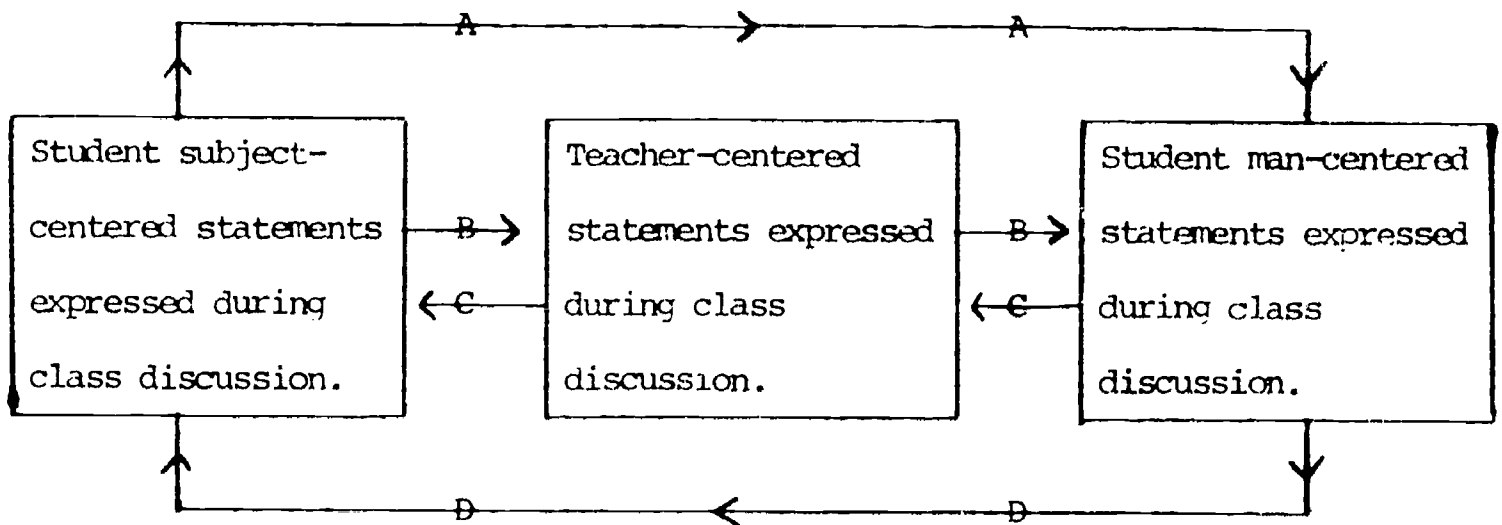 A A
Student subject-
centered statements
expressed during
class discussion.
B
C
Teacher-centered
statements expressed
during class
discussion.
B
C
Student man-centered
statements expressed
during class
discussion.
D D